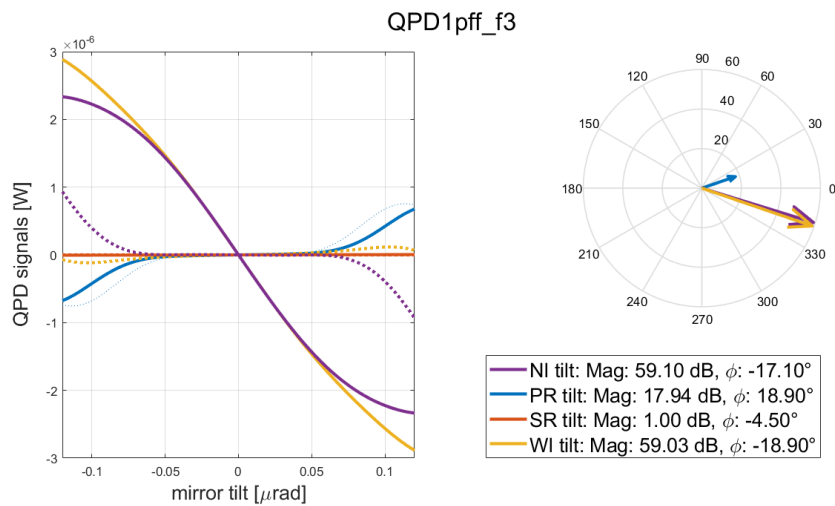 QPD1pff_f3
×10⁻⁶
3
2
1
0
-1
-2
-3
QPD signals [W]
-0.1 -0.05 0 0.05 0.1
mirror tilt [μrad]
90
60
120
60
40
150
30
20
180
0
210
330
240
300
270
NI tilt: Mag: 59.10 dB, ϕ: -17.10°
PR tilt: Mag: 17.94 dB, ϕ: 18.90°
SR tilt: Mag: 1.00 dB, ϕ: -4.50°
WI tilt: Mag: 59.03 dB, ϕ: -18.90°